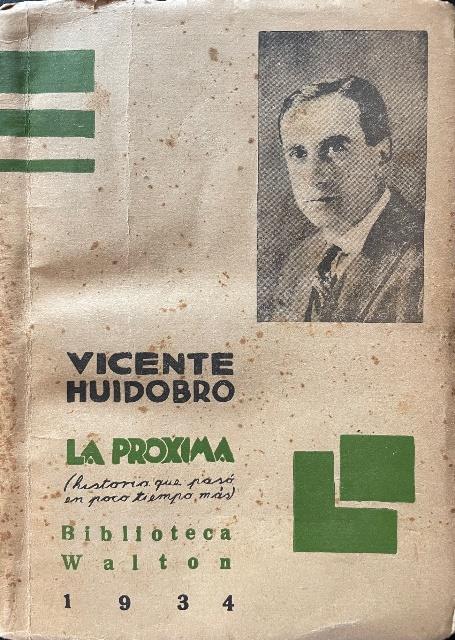 VICENTE
HUIDOBRO
LA PROXIMA
(historia que pasó
en poco tiempo más)
Biblioteca
Walton
1934